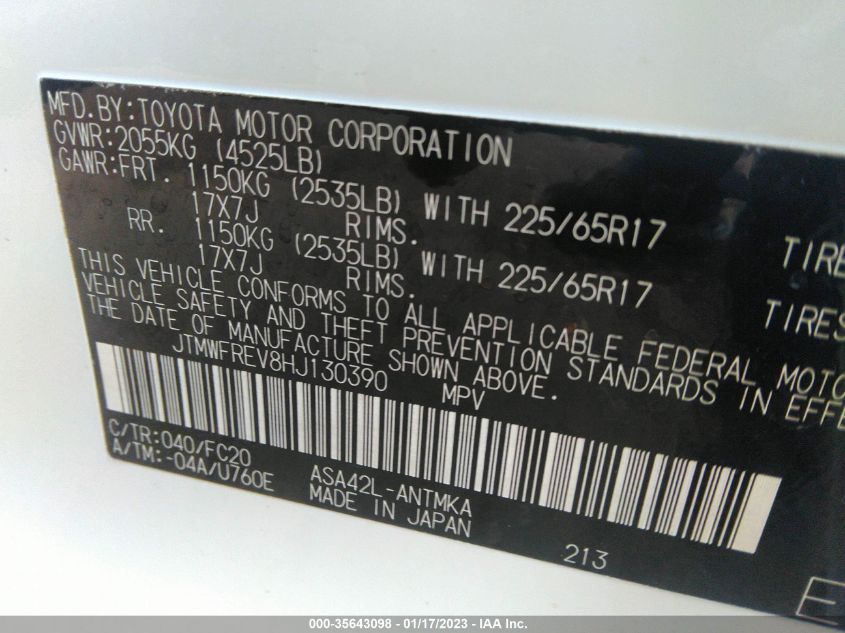 MFD.BY:TOYOTA MOTOR CORPORATION
GVWR:2055KG (4525LB)
GAWR:FRT. 1150KG (2535LB) WITH 225/65R17 TIRE
17X7J RIMS.
RR. 1150KG (2535LB) WITH 225/65R17 TIRES
17X7J RIMS.
THIS VEHICLE CONFORMS TO ALL APPLICABLE FEDERAL MOTO
VEHICLE SAFETY AND THEFT PREVENTION STANDARDS IN EFFE
THE DATE OF MANUFACTURE SHOWN ABOVE.
JTMWFREV8HJ130390 MPV
C/TR:040/FC20
A/TM:-04A/U760E
ASA42L-ANTMKA
MADE IN JAPAN
213
E
000-35643098 - 01/17/2023 - IAA Inc.